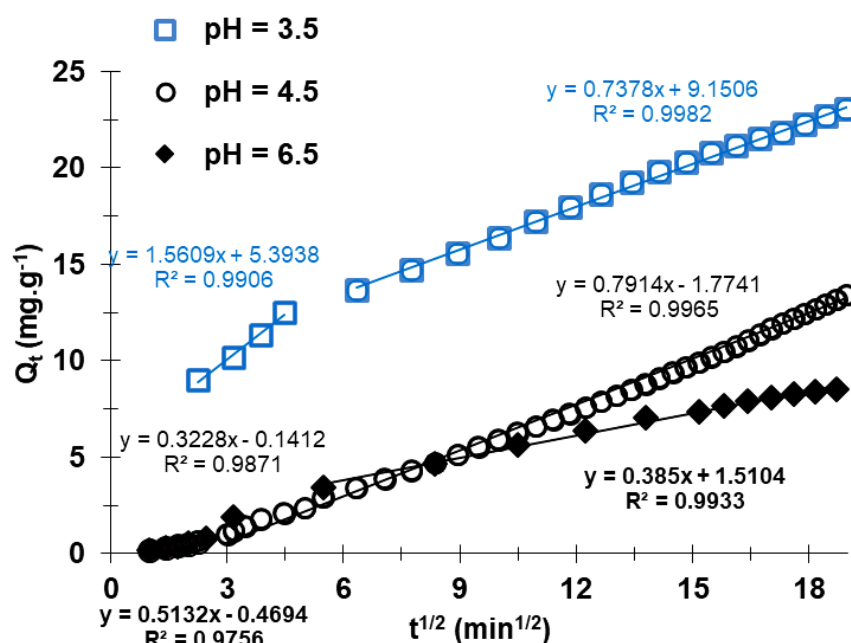 pH = 3.5
pH = 4.5
pH = 6.5
25
20
15
10
5
0
Qt (mg.g-1)
y = 0.7378x + 9.1506
R² = 0.9982
y = 1.5609x + 5.3938
R² = 0.9906
y = 0.7914x - 1.7741
R² = 0.9965
y = 0.3228x - 0.1412
R² = 0.9871
y = 0.385x + 1.5104
R² = 0.9933
0 3 6 9 12 15 18
y = 0.5132x - 0.4694
R² = 0.9756
t1/2 (min1/2)